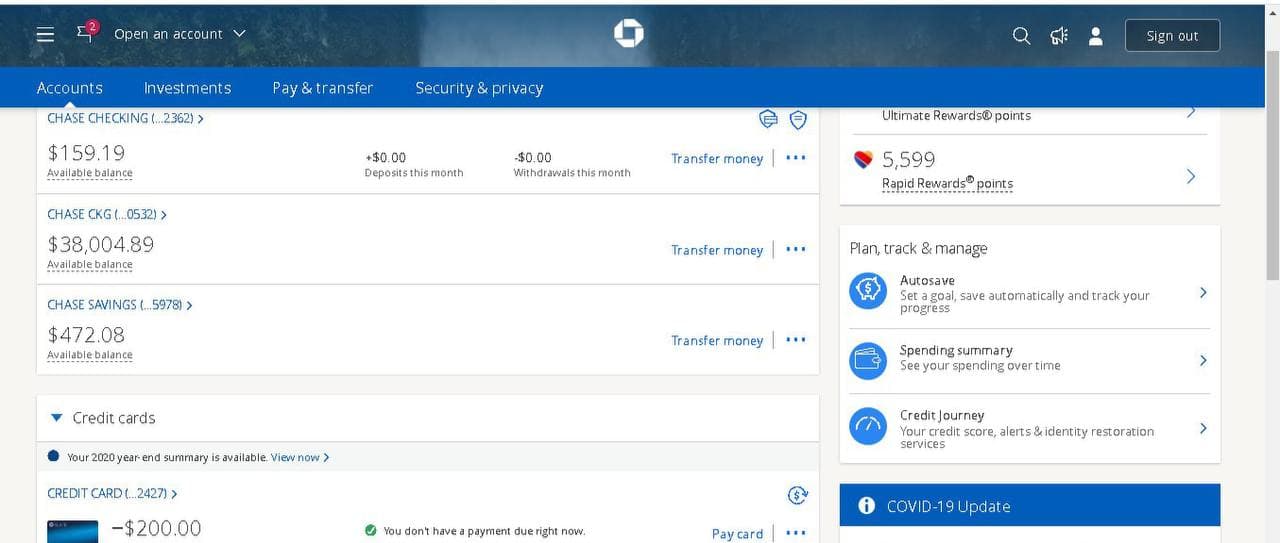 2
Open an account
Sign out
Accounts
Investments
Pay & transfer
Security & privacy
CHASE CHECKING (...2362)
$159.19
Available balance
+$0.00
Deposits this month
-$0.00
Withdrawals this month
Transfer money
CHASE CKG (...0532)
$38,004.89
Available balance
Transfer money
CHASE SAVINGS (...5978)
$472.08
Available balance
Transfer money
Credit cards
Your 2020 year-end summary is available. View now
CREDIT CARD (...2427)
−$200.00
You don't have a payment due right now.
Pay card
Ultimate Rewards® points
5,599
Rapid Rewards® points
Plan, track & manage
Autosave
Set a goal, save automatically and track your
progress
Spending summary
See your spending over time
Credit Journey
Your credit score, alerts & identity restoration
services
COVID-19 Update